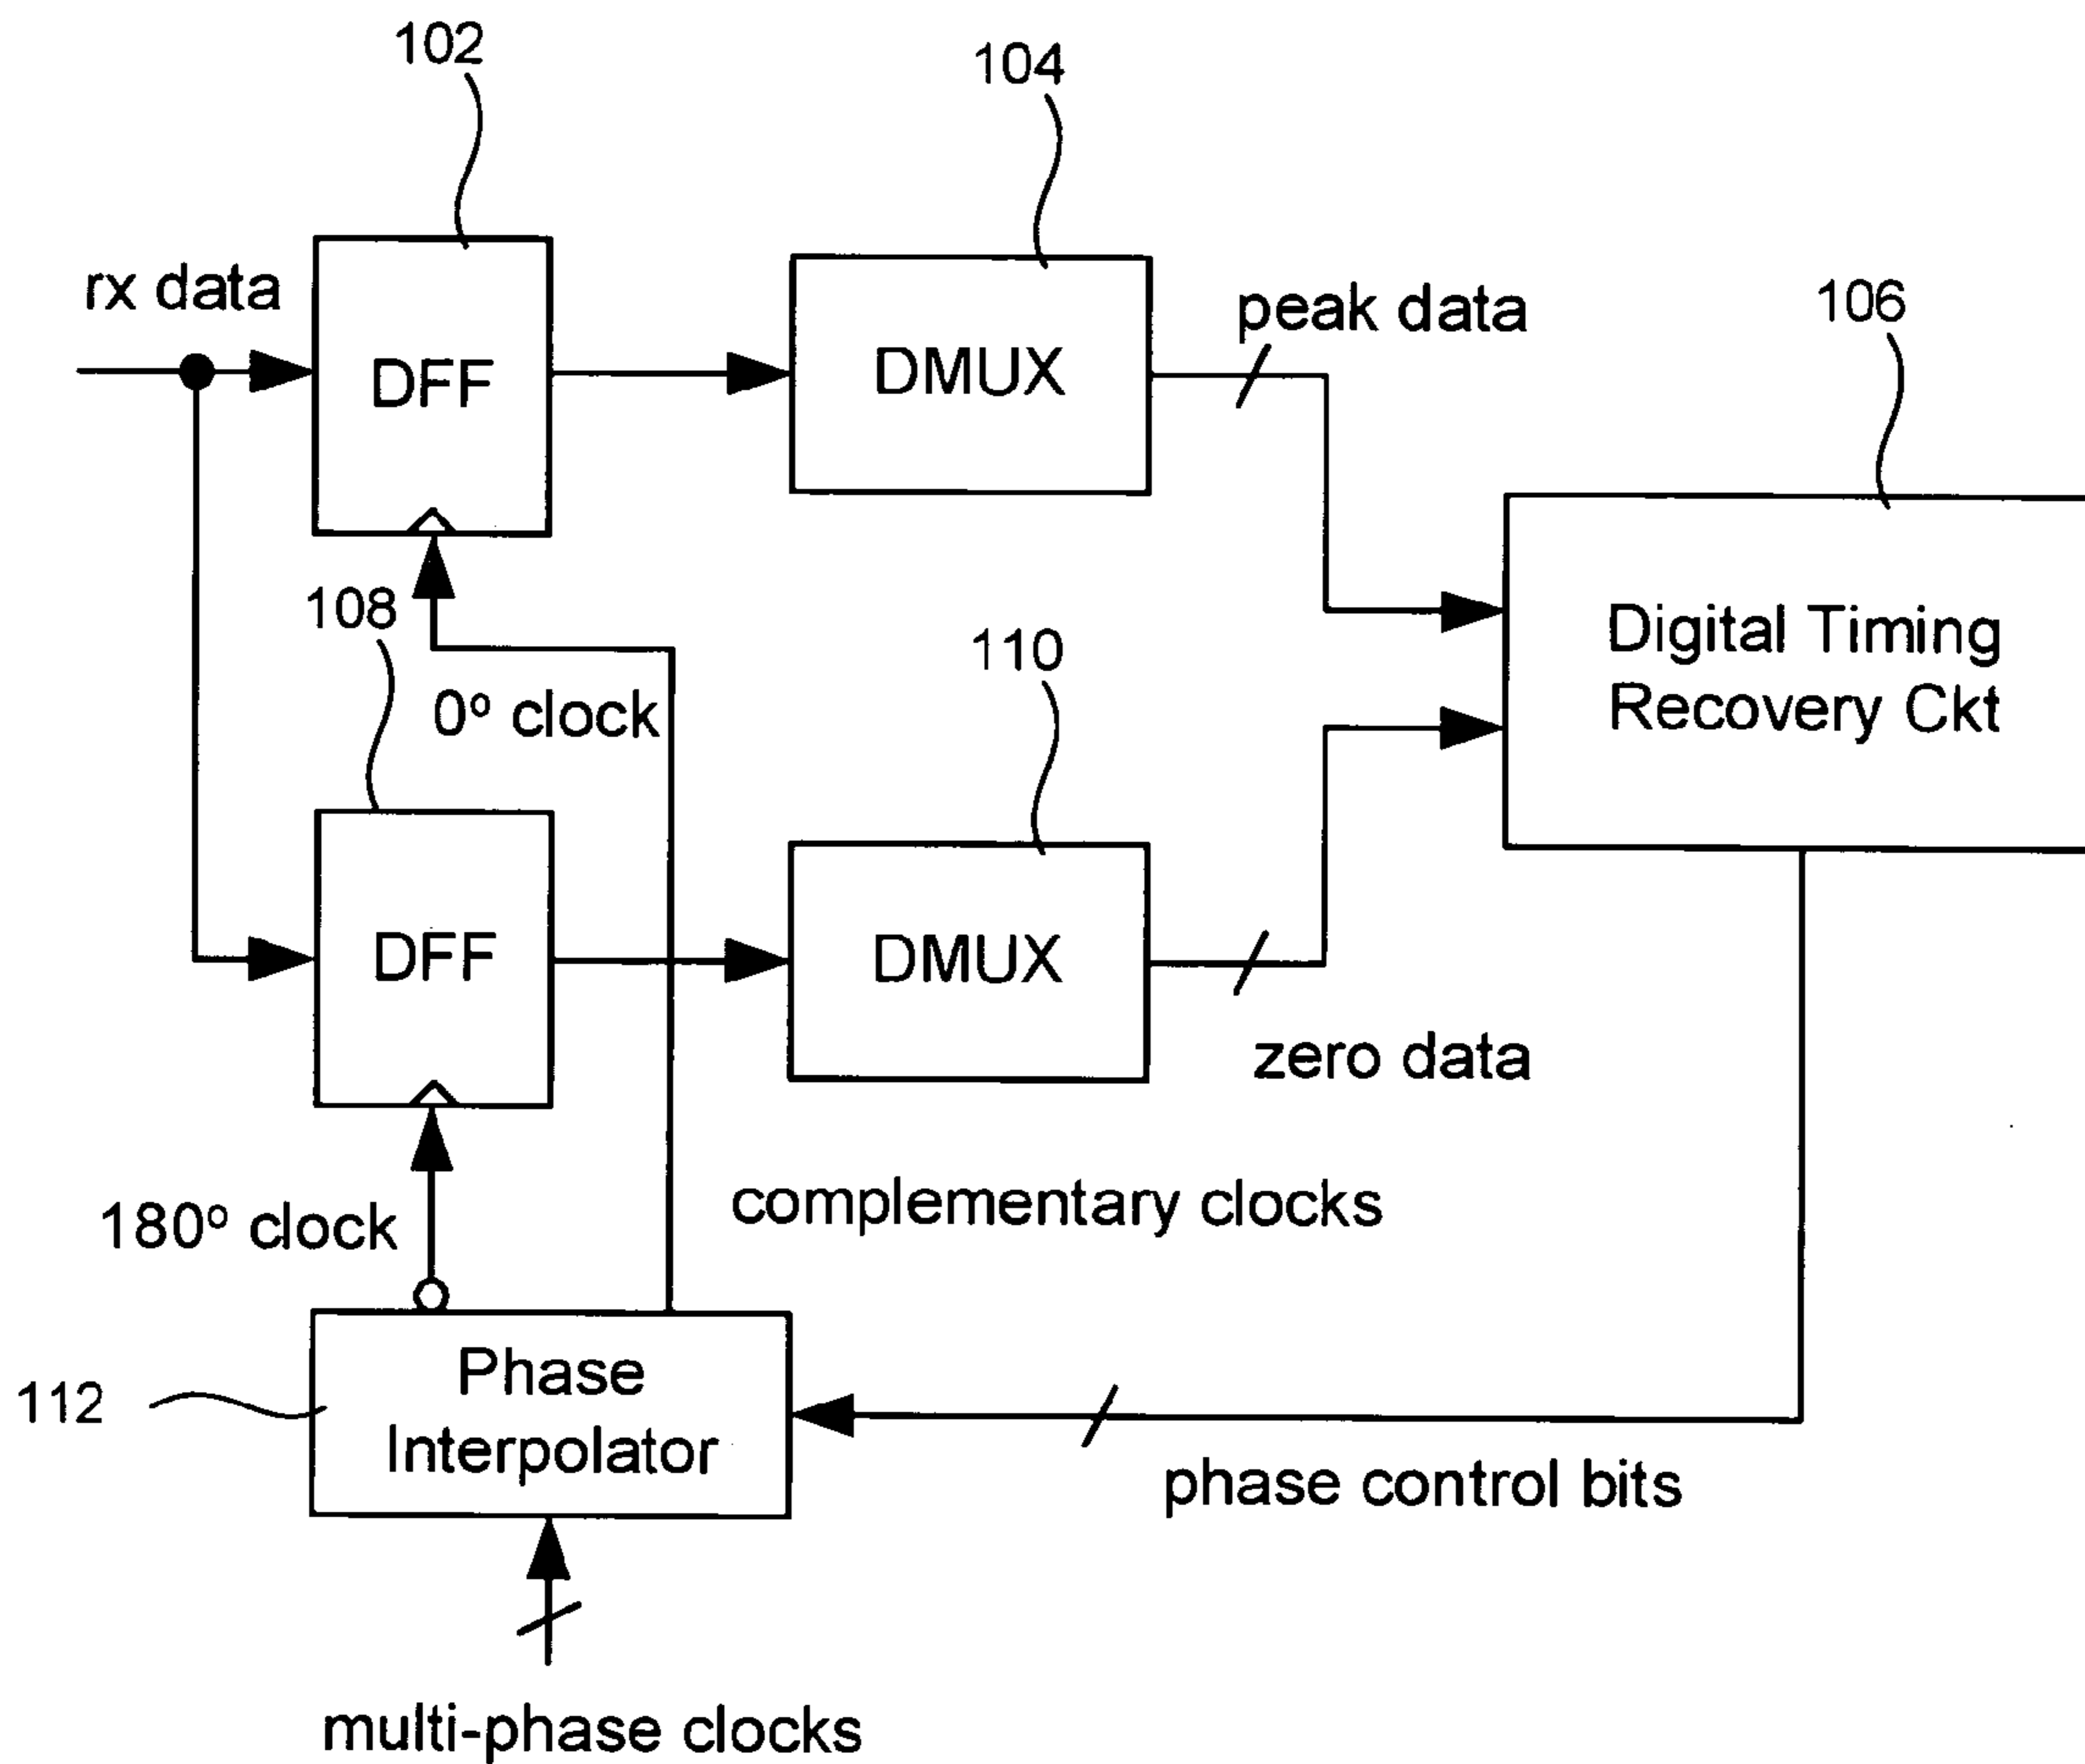 102
104
rx data
peak data
106
DFF
DMUX
108
Digital Timing
Recovery Ckt
110
0º clock
DFF
DMUX
zero data
180º clock
complementary clocks
Phase
Interpolator
112
phase control bits
multi-phase clocks